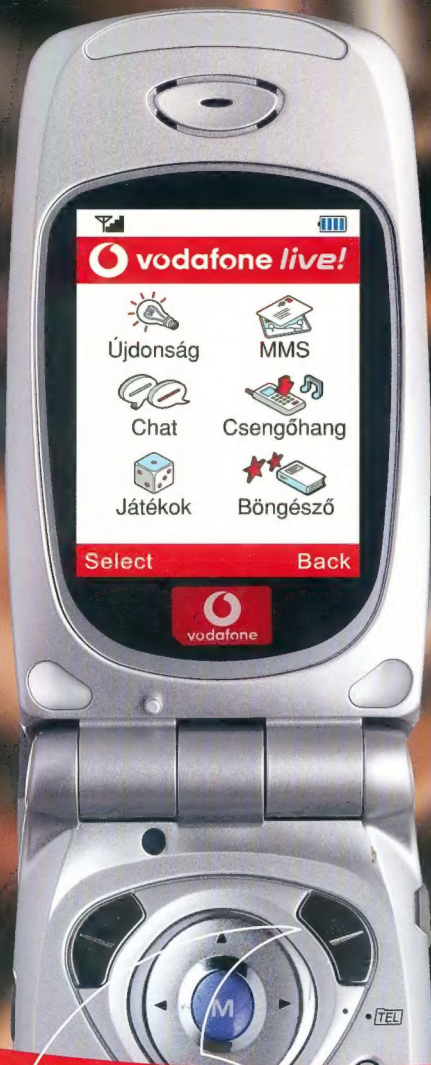 vodafone live!
Újdonság MMS
Chat Csengőhang
Játékok Böngésző
Select Back
vodafone
M
TEL